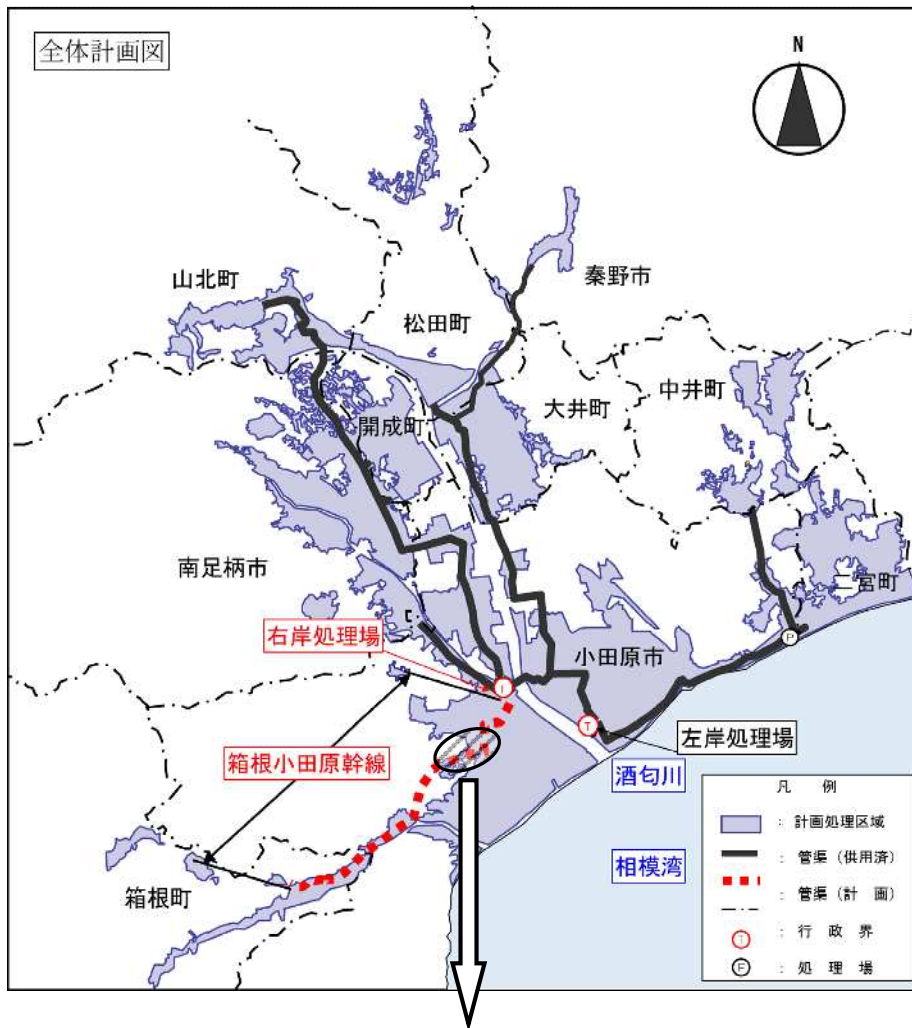 全体計画図
N
山北町
秦野市
松田町
大井町
中井町
開成町
南足柄市
二宮町
右岸処理場
小田原市
T
P
T
左岸処理場
箱根小田原幹線
酒匂川
相模湾
箱根町
凡 例
: 計画処理区域
: 管渠（供用済）
: 管渠（計 画）
: 行 政 界
T
: 処 理 場
P